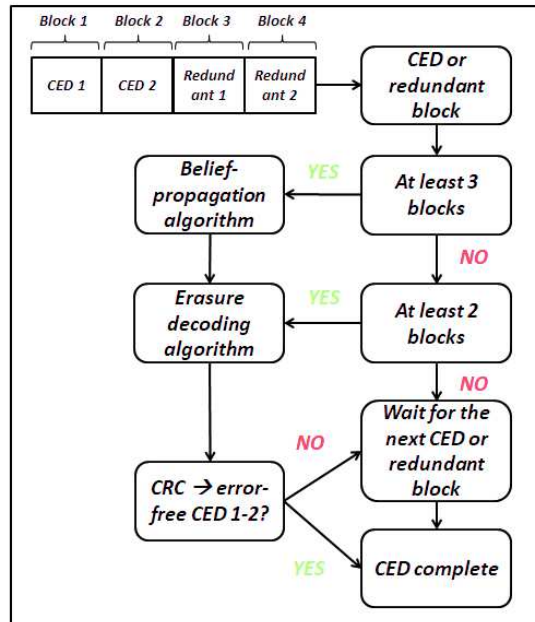 Block 1 Block 2 Block 3 Block 4
CED 1 CED 2 Redund Redund
ant 1 ant 2
CED or
redundant
block
Belief-
propagation
algorithm
YES
At least 3
blocks
NO
Erasure
decoding
algorithm
YES
At least 2
blocks
NO
Wait for the
next CED or
redundant
block
NO
CRC → error-
free CED 1-2?
YES
CED complete